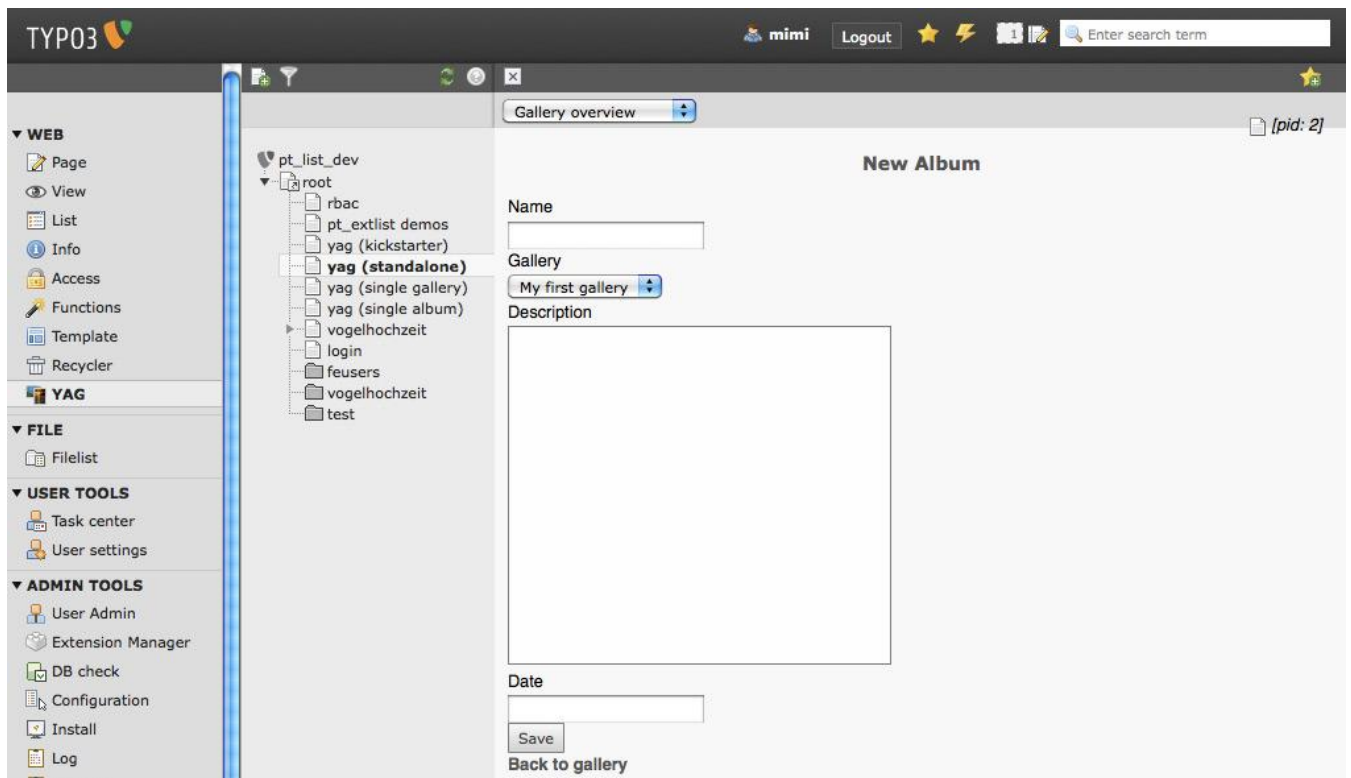 TYPO3
mimi
Logout
1
Enter search term
Gallery overview
[pid: 2]
WEB
Page
View
List
Info
Access
Functions
Template
Recycler
YAG
FILE
Filelist
USER TOOLS
Task center
User settings
ADMIN TOOLS
User Admin
Extension Manager
DB check
Configuration
Install
Log
pt_list_dev
root
rbac
pt_extlist demos
yag (kickstarter)
yag (standalone)
yag (single gallery)
yag (single album)
vogelhochzeit
login
feusers
vogelhochzeit
test
New Album
Name
Gallery
My first gallery
Description
Date
Save
Back to gallery